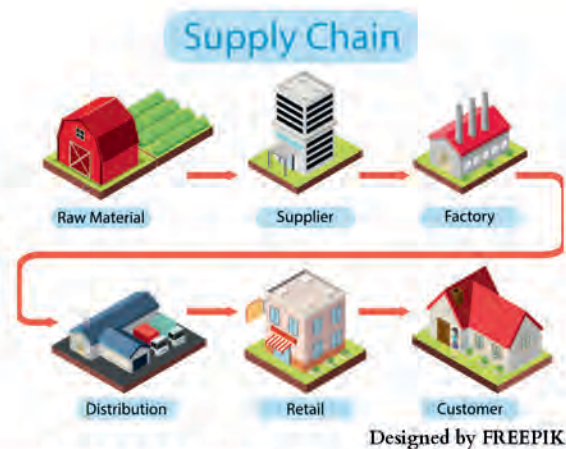 Supply Chain
Raw Material
Supplier
Factory
Distribution
Retail
Customer
Designed by FREEPIK